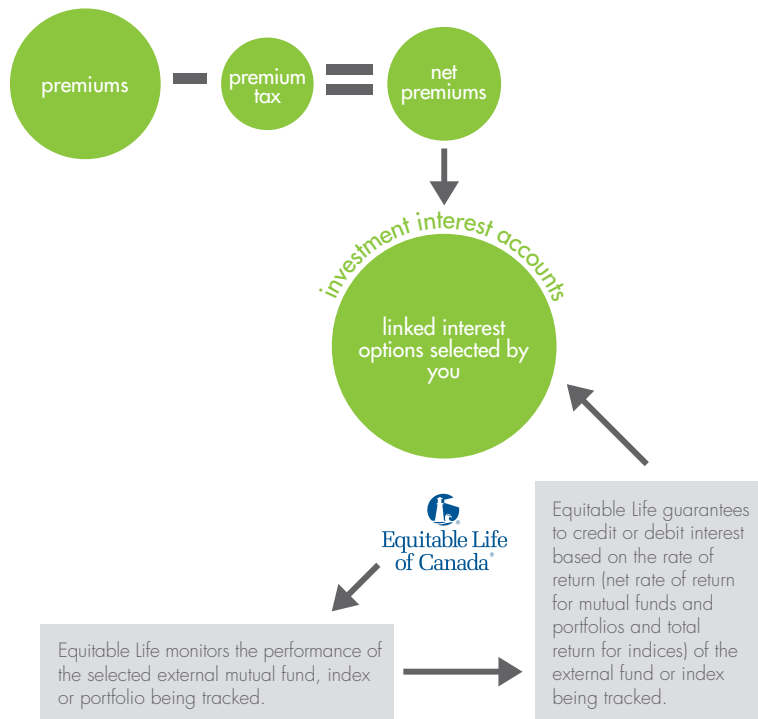 premiums
premium
tax
net
premiums
investment interest accounts
linked interest
options selected by
you
Equitable Life
of Canada®
Equitable Life monitors the performance of
the selected external mutual fund, index
or portfolio being tracked.
Equitable Life guarantees
to credit or debit interest
based on the rate of
return (net rate of return
for mutual funds and
portfolios and total
return for indices) of the
external fund or index
being tracked.